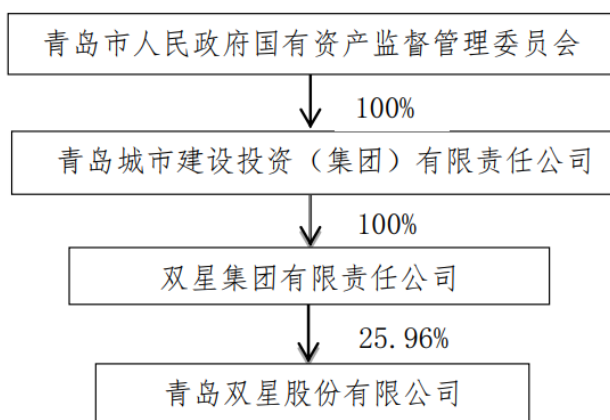 青岛市人民政府国有资产监督管理委员会
100%
青岛城市建设投资（集团）有限责任公司
100%
双星集团有限责任公司
25.96%
青岛双星股份有限公司